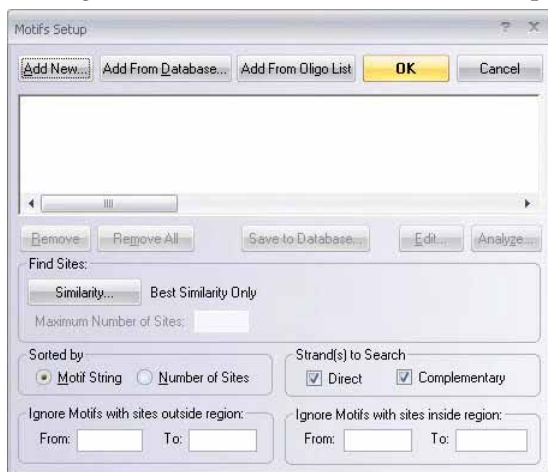 Motifs Setup
Add New... Add From Database... Add From Oligo List OK Cancel
Remove Remove All Save to Database... Edit... Analyze...
Find Sites:
Similarity... Best Similarity Only
Maximum Number of Sites:
Sorted by Strand(s) to Search
Motif String Number of Sites Direct Complementary
Ignore Motifs with sites outside region: Ignore Motifs with sites inside region:
From: To: From: To: